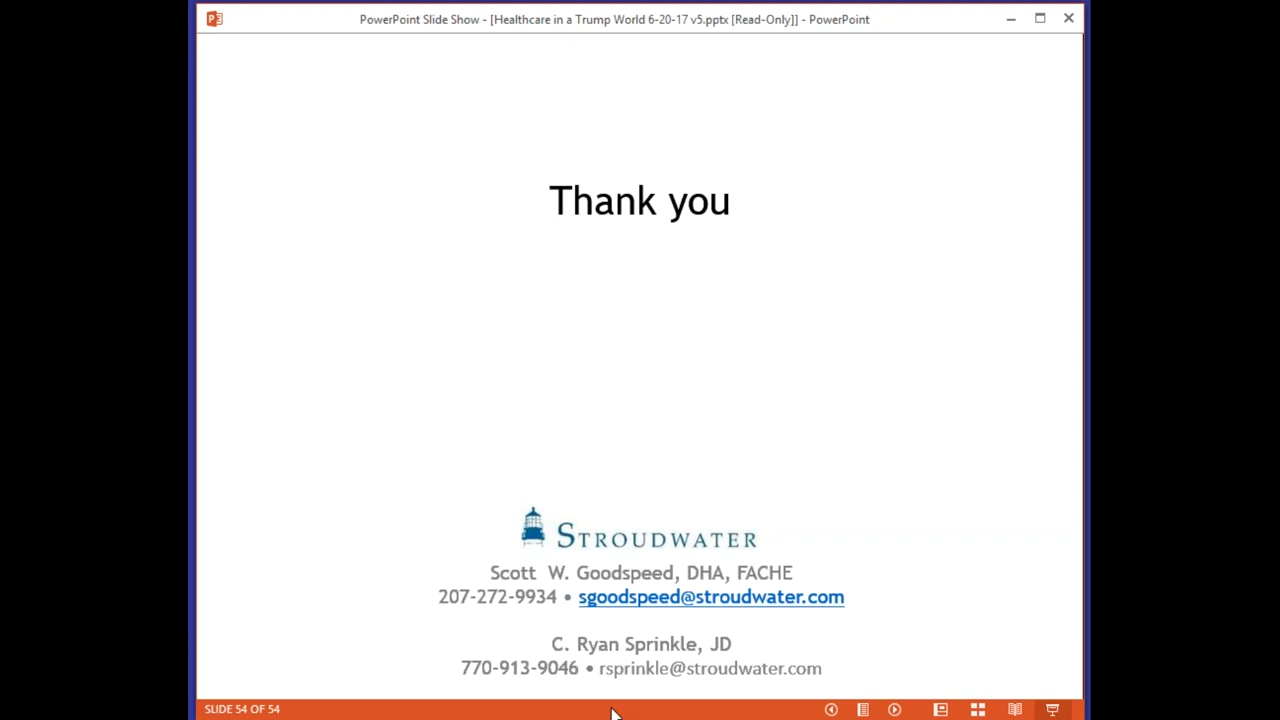 PowerPoint Slide Show - [Healthcare in a Trump World 6-20-17 v5.pptx [Read-Only]] - PowerPoint
Thank you
STROUDWATER
Scott W. Goodspeed, DHA, FACHE
207-272-9934 • sgoodspeed@stroudwater.com
C. Ryan Sprinkle, JD
770-913-9046 • rsprinkle@stroudwater.com
SLIDE 54 OF 54